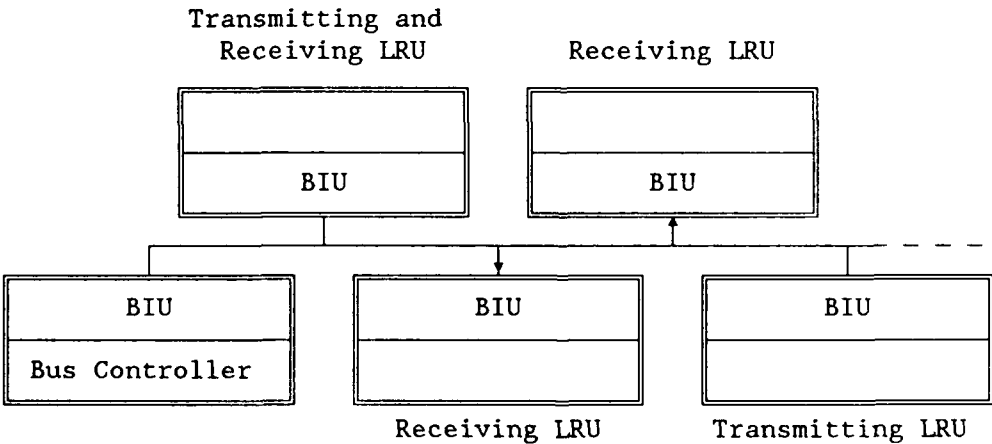 Transmitting and
Receiving LRU
Receiving LRU
BIU
BIU
BIU
Bus Controller
BIU
BIU
Receiving LRU
Transmitting LRU